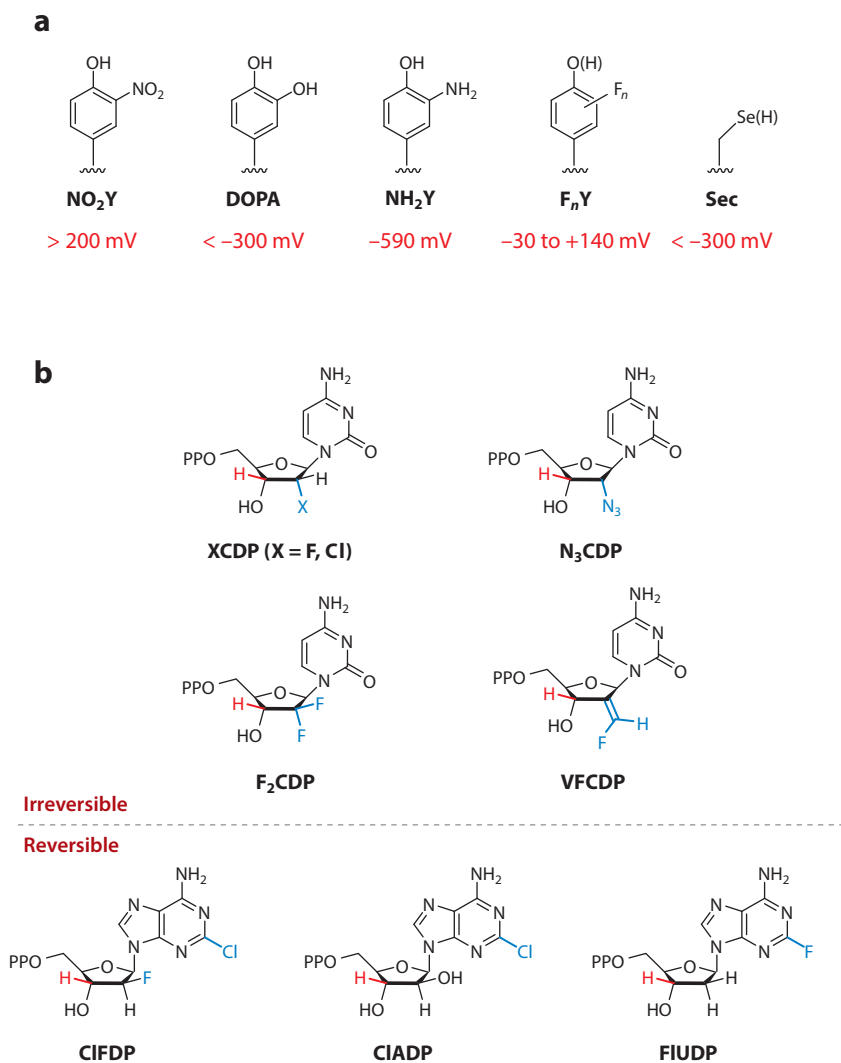 a
OH
NO₂
NO₂Y
> 200 mV
OH
OH
DOPA
< –300 mV
OH
NH₂
NH₂Y
–590 mV
O(H)
Fₙ
FₙY
–30 to +140 mV
Se(H)
Sec
< –300 mV
b
NH₂
N
N
O
PPO
O
H
H
HO
X
XCDP (X = F, Cl)
NH₂
N
N
O
PPO
O
H
HO
N₃
N₃CDP
NH₂
N
N
O
PPO
O
H
F
HO
F
F₂CDP
NH₂
N
N
O
PPO
O
H
HO
H
F
VFCDP
Irreversible
Reversible
NH₂
N
N
N
N
Cl
PPO
O
H
F
HO
H
ClFDP
NH₂
N
N
N
N
Cl
PPO
O
H
OH
HO
H
ClADP
NH₂
N
N
N
N
F
PPO
O
H
H
HO
H
FlUDP